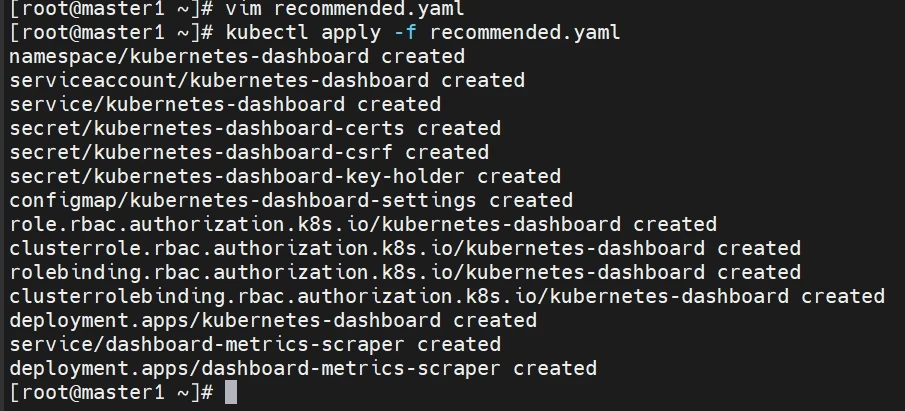 [root@master1 ~]# vim recommended.yaml
[root@master1 ~]# kubectl apply -f recommended.yaml
namespace/kubernetes-dashboard created
serviceaccount/kubernetes-dashboard created
service/kubernetes-dashboard created
secret/kubernetes-dashboard-certs created
secret/kubernetes-dashboard-csrf created
secret/kubernetes-dashboard-key-holder created
configmap/kubernetes-dashboard-settings created
role.rbac.authorization.k8s.io/kubernetes-dashboard created
clusterrole.rbac.authorization.k8s.io/kubernetes-dashboard created
rolebinding.rbac.authorization.k8s.io/kubernetes-dashboard created
clusterrolebinding.rbac.authorization.k8s.io/kubernetes-dashboard created
deployment.apps/kubernetes-dashboard created
service/dashboard-metrics-scraper created
deployment.apps/dashboard-metrics-scraper created
[root@master1 ~]#